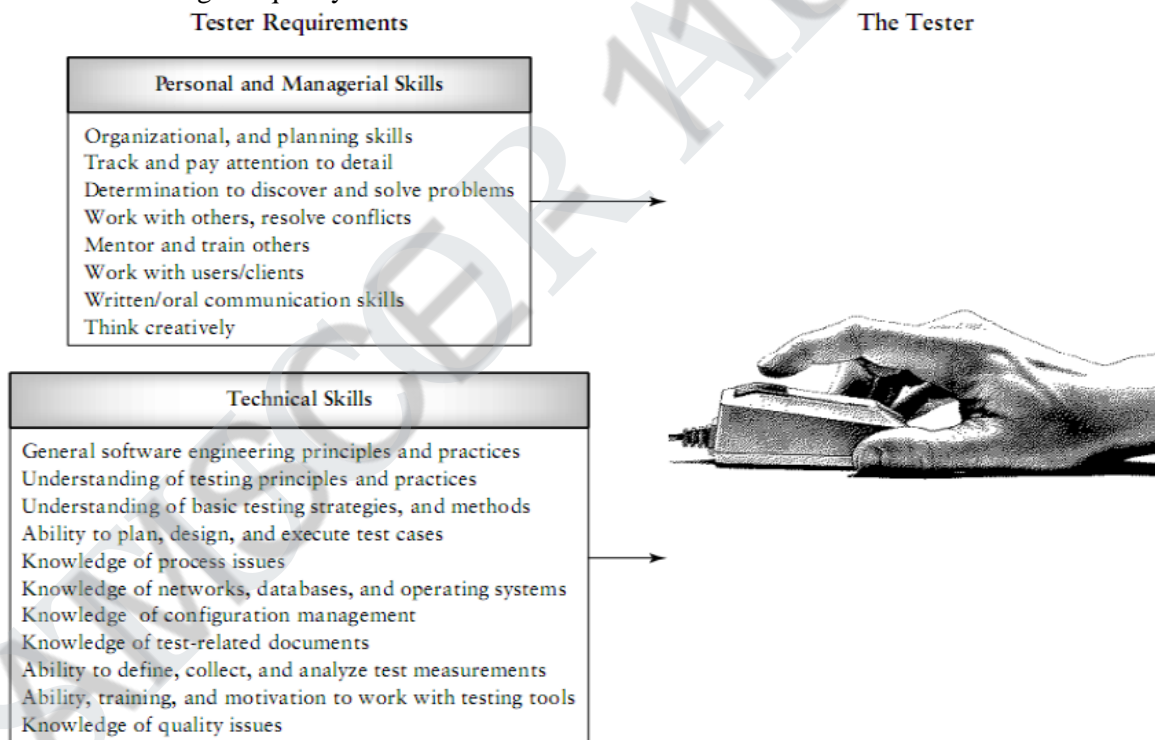 Tester Requirements
The Tester
Personal and Managerial Skills
Organizational, and planning skills
Track and pay attention to detail
Determination to discover and solve problems
Work with others, resolve conflicts
Mentor and train others
Work with users/clients
Written/oral communication skills
Think creatively
Technical Skills
General software engineering principles and practices
Understanding of testing principles and practices
Understanding of basic testing strategies, and methods
Ability to plan, design, and execute test cases
Knowledge of process issues
Knowledge of networks, databases, and operating systems
Knowledge of configuration management
Knowledge of test-related documents
Ability to define, collect, and analyze test measurements
Ability, training, and motivation to work with testing tools
Knowledge of quality issues